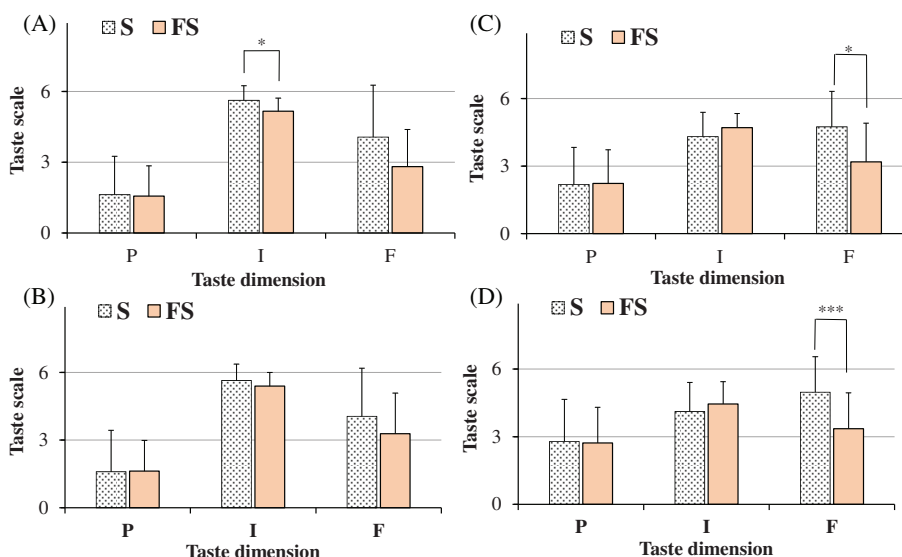 (A)
S FS
*
Taste scale
6
3
0
P I F
Taste dimension
(B)
S FS
Taste scale
6
3
0
P I F
Taste dimension
(C)
S FS
*
Taste scale
6
3
0
P I F
Taste dimension
(D)
S FS
***
Taste scale
6
3
0
P I F
Taste dimension